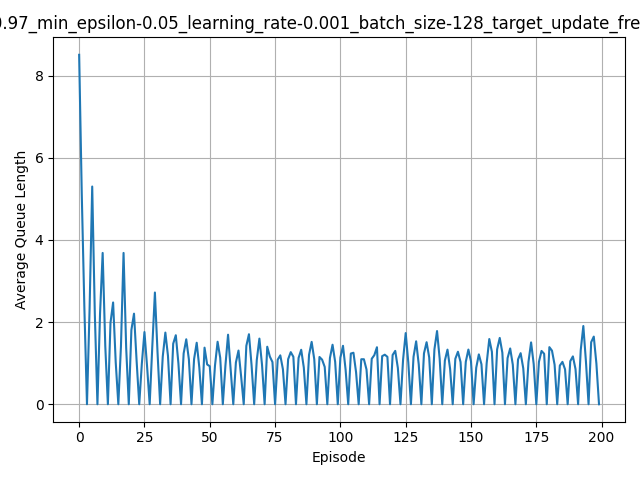 0.97_min_epsilon-0.05_learning_rate-0.001_batch_size-128_target_update_fre
Average Queue Length
8
6
4
2
0
0 25 50 75 100 125 150 175 200
Episode